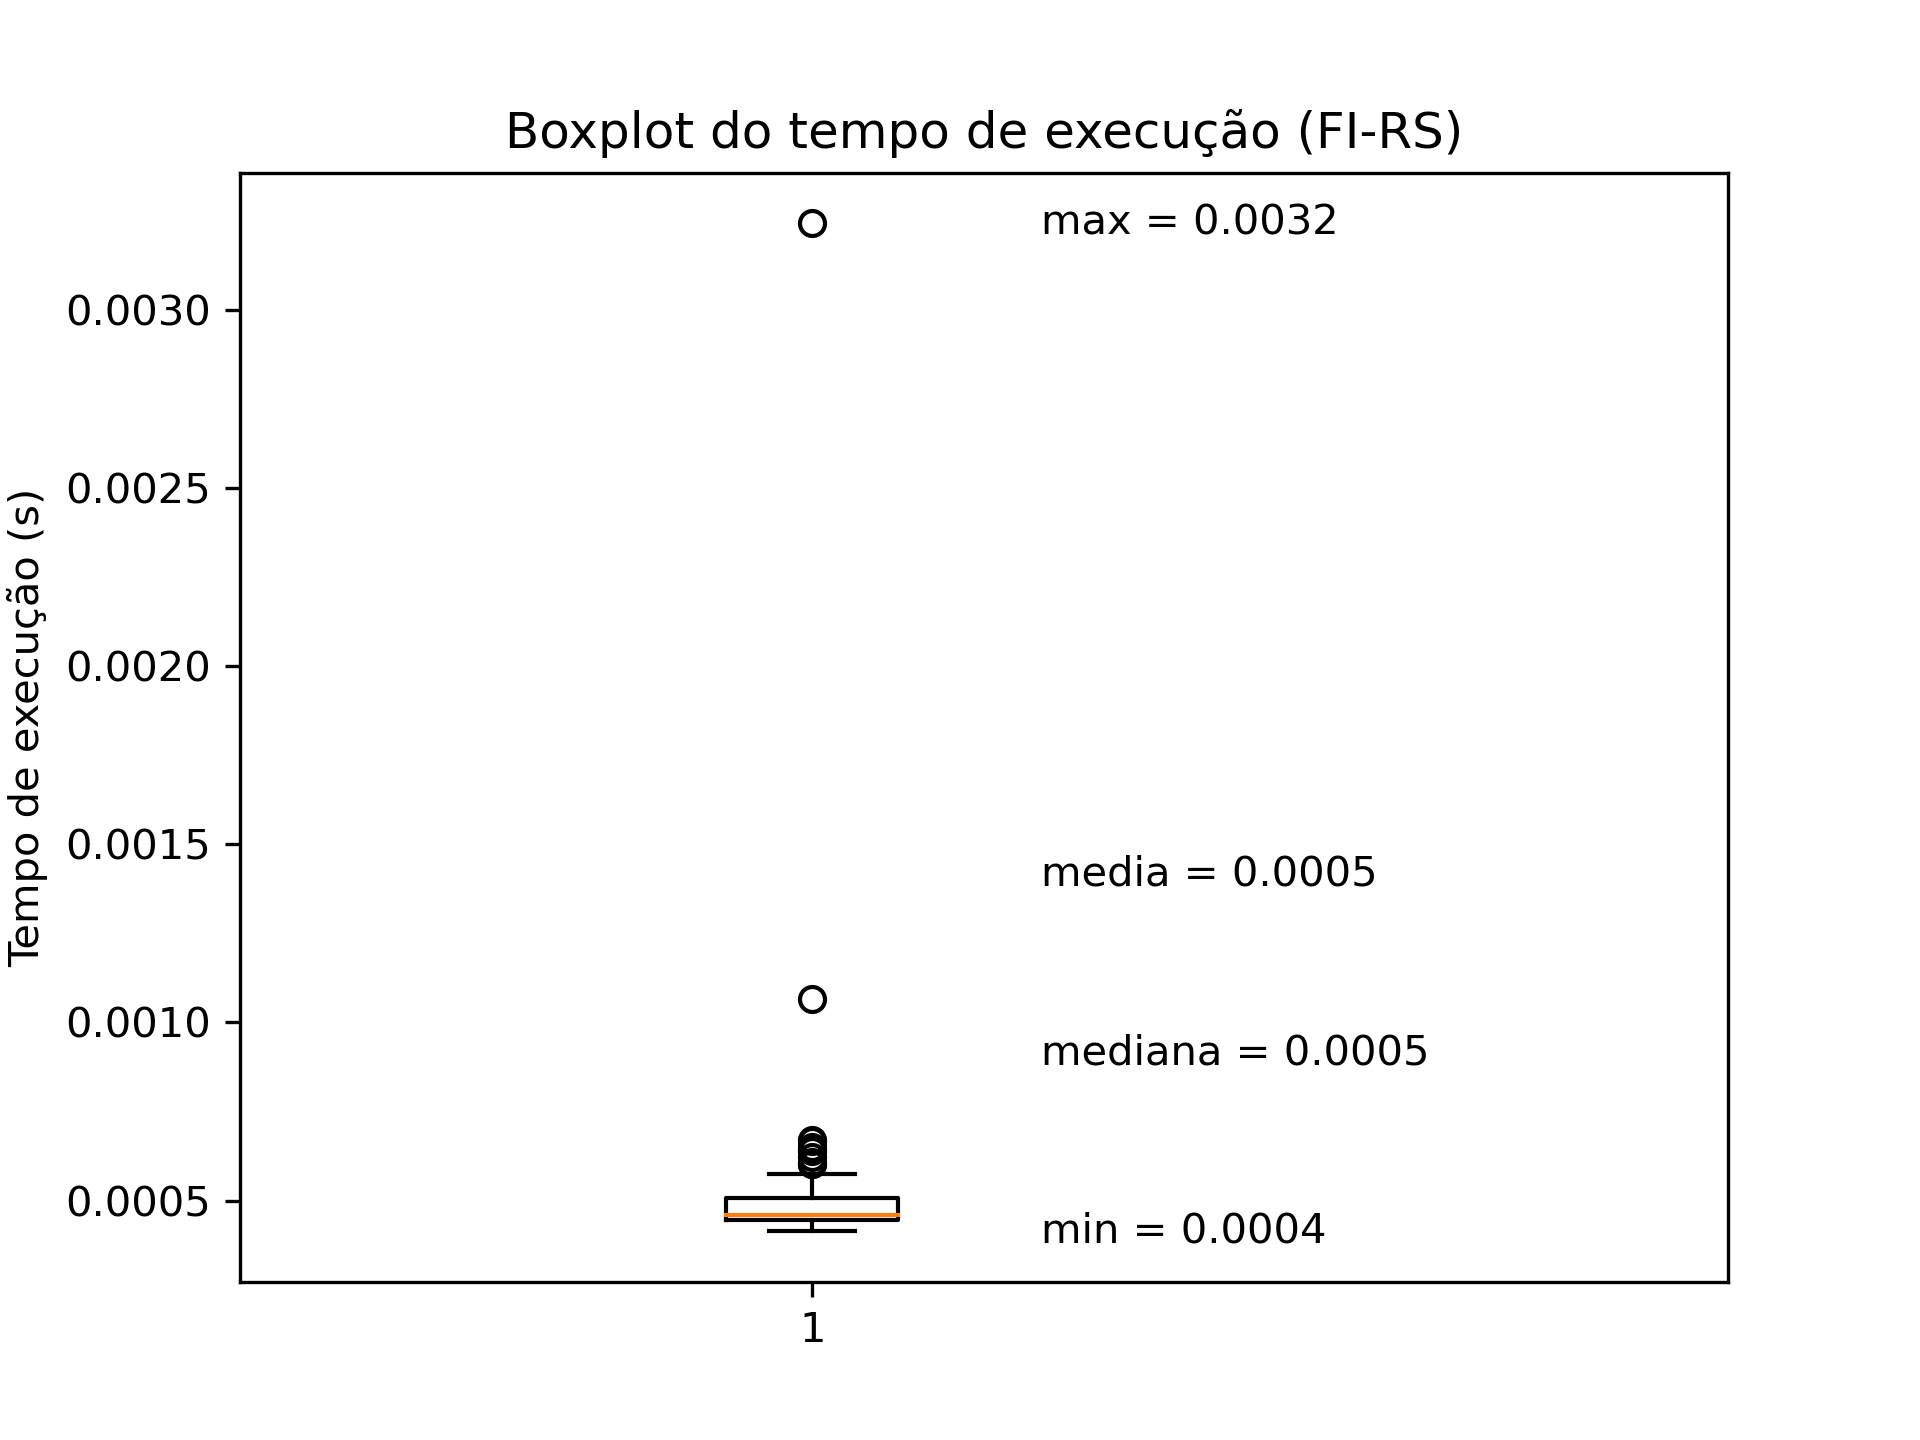 Boxplot do tempo de execução (FI-RS)
max = 0.0032
0.0030
0.0025
0.0020
0.0015
media = 0.0005
0.0010
mediana = 0.0005
0.0005
min = 0.0004
Tempo de execução (s)
1